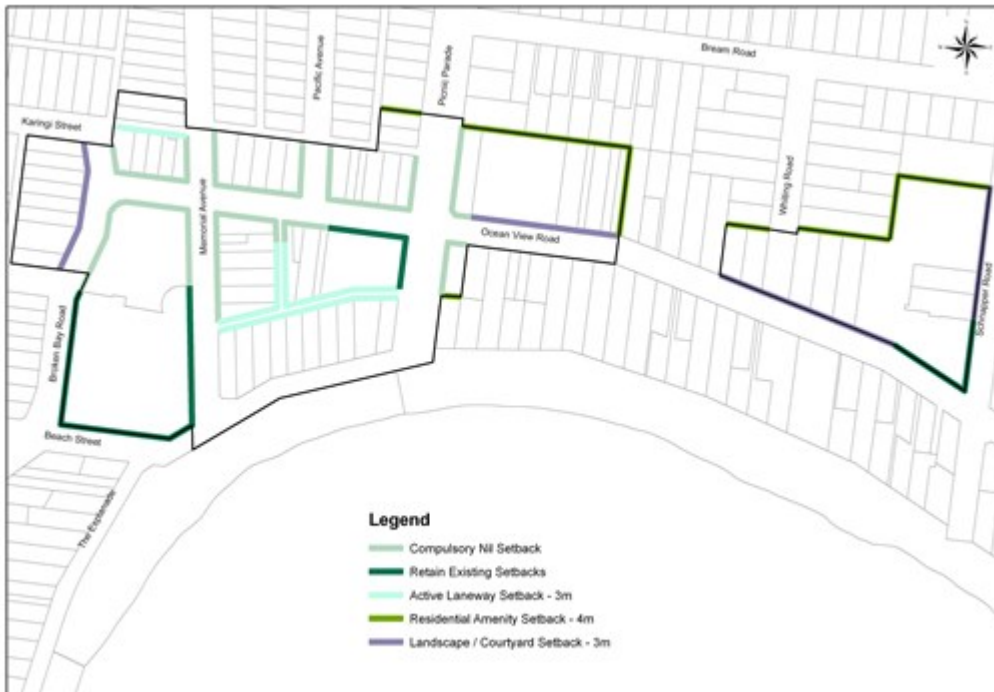 Bream Road
Pacific Avenue
Picnic Parade
Karingi Street
Whiting Road
Memorial Avenue
Ocean View Road
Schnapper Road
Broken Bay Road
Beach Street
The Esplanade
Legend
Compulsory Nil Setback
Retain Existing Setbacks
Active Laneway Setback - 3m
Residential Amenity Setback - 4m
Landscape / Courtyard Setback - 3m